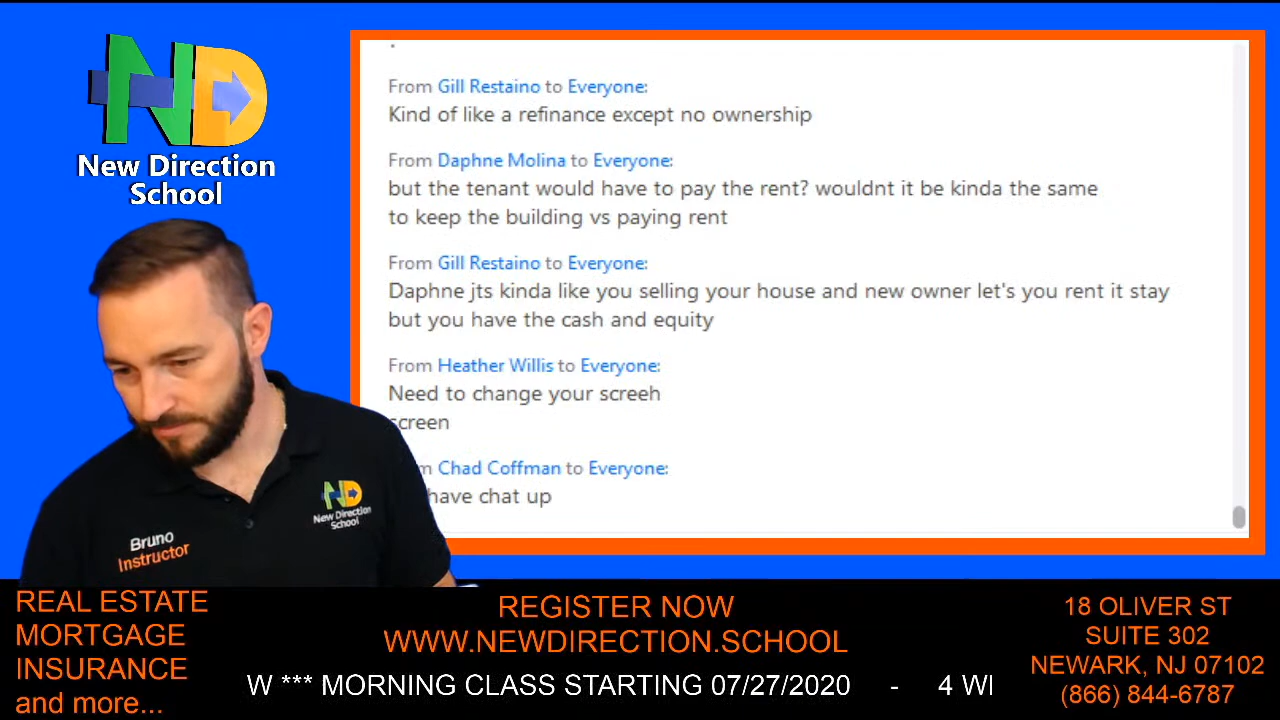 ND
New Direction
School
From Gill Restaino to Everyone:
Kind of like a refinance except no ownership
From Daphne Molina to Everyone:
but the tenant would have to pay the rent? wouldnt it be kinda the same
to keep the building vs paying rent
From Gill Restaino to Everyone:
Daphne jts kinda like you selling your house and new owner let's you rent it stay
but you have the cash and equity
From Heather Willis to Everyone:
Need to change your screeh
screen
Chad Coffman to Everyone:
have chat up
ND
New Direction
School
Bruno
Instructor
REAL ESTATE
MORTGAGE
INSURANCE
and more...
REGISTER NOW
WWW.NEWDIRECTION.SCHOOL
W *** MORNING CLASS STARTING 07/27/2020 - 4 WI
18 OLIVER ST
SUITE 302
NEWARK, NJ 07102
(866) 844-6787